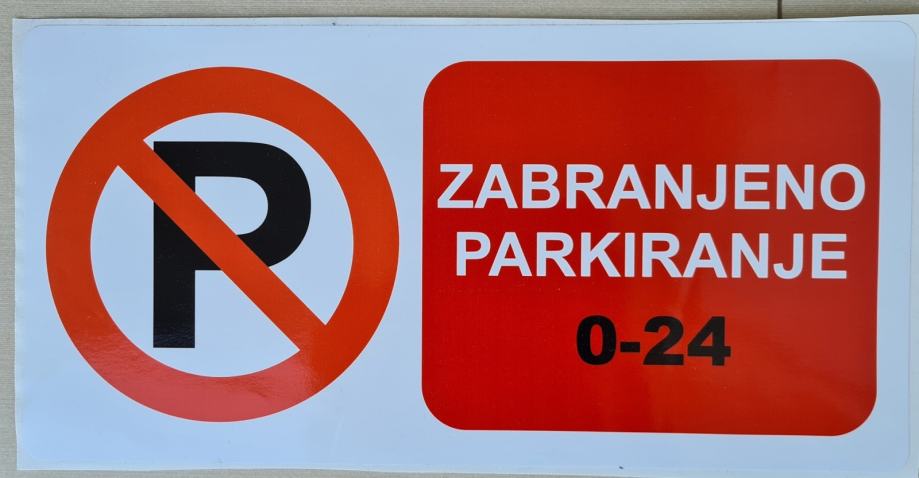 P
ZABRANJENO
PARKIRANJE
0-24